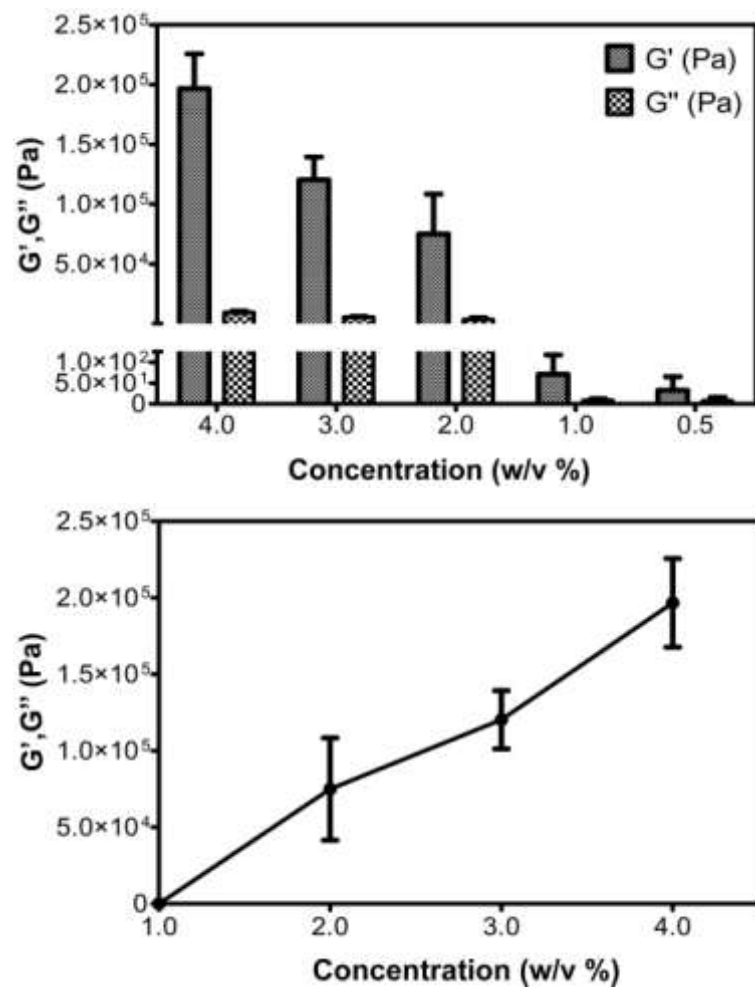 2.5×10⁵
2.0×10⁵
1.5×10⁵
1.0×10⁵
5.0×10⁴
1.0×10²
5.0×10¹
0
G',G'' (Pa)
G' (Pa)
G'' (Pa)
4.0 3.0 2.0 1.0 0.5
Concentration (w/v %)
2.5×10⁵
2.0×10⁵
1.5×10⁵
1.0×10⁵
5.0×10⁴
0
G',G'' (Pa)
1.0 2.0 3.0 4.0
Concentration (w/v %)